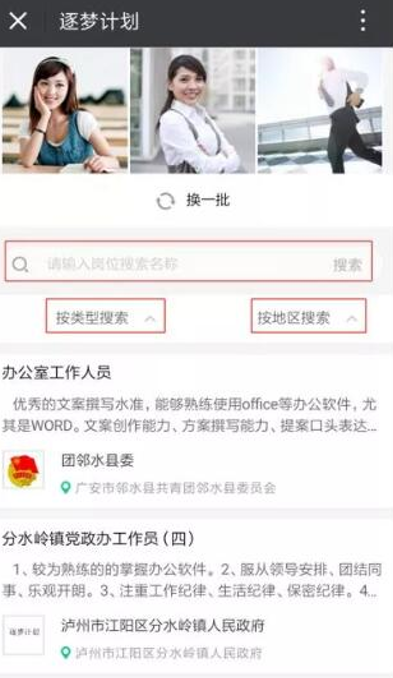 逐梦计划
换一批
请输入岗位搜索名称 搜索
按类型搜索 按地区搜索
办公室工作人员
优秀的文案撰写水准，能够熟练使用office等办公软件，尤
其是WORD。文案创作能力、方案撰写能力、提案口头表达...
团邻水县委
广安市邻水县共青团邻水县委员会
分水岭镇党政办工作员（四）
1、较为熟练的的掌握办公软件。2、服从领导安排、团结同
事、乐观开朗。3、注重工作纪律、生活纪律、保密纪律。4...
逐梦计划
泸州市江阳区分水岭镇人民政府
泸州市江阳区分水岭镇人民政府